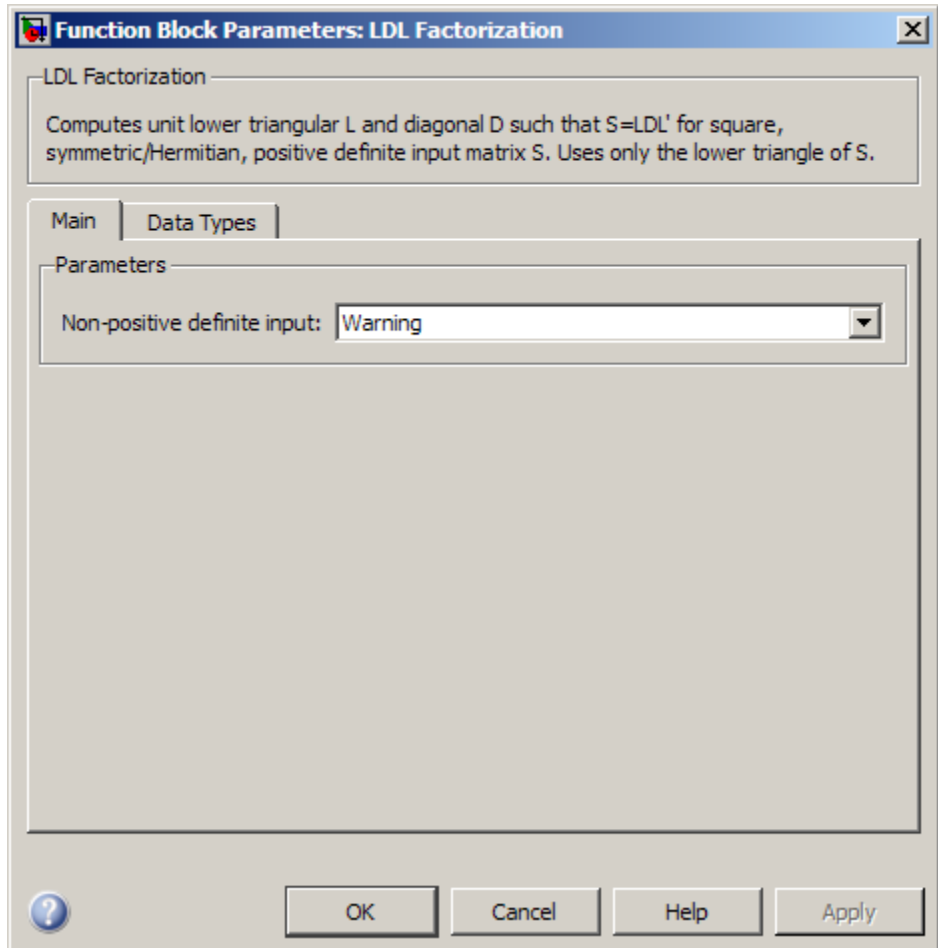 Function Block Parameters: LDL Factorization
LDL Factorization
Computes unit lower triangular L and diagonal D such that S=LDL' for square,
symmetric/Hermitian, positive definite input matrix S. Uses only the lower triangle of S.
Main Data Types
Parameters
Non-positive definite input: Warning
OK Cancel Help Apply